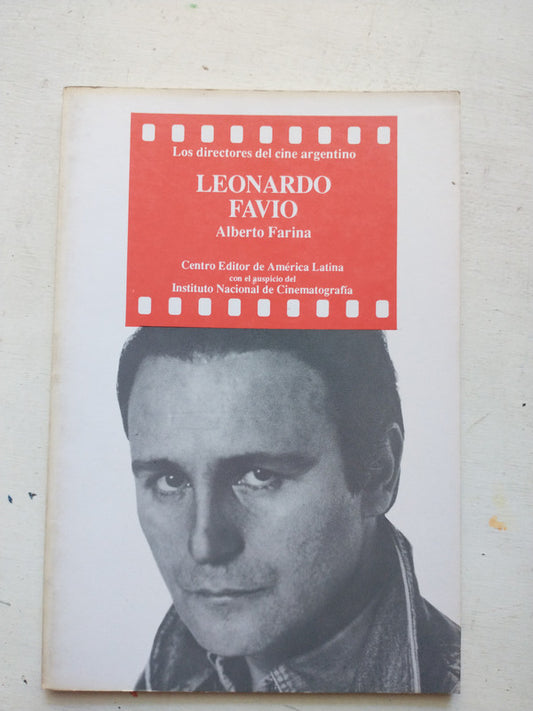 Los directores del cine argentino
LEONARDO
FAVIO
Alberto Farina
Centro Editor de América Latina
con el auspicio del
Instituto Nacional de Cinematografía